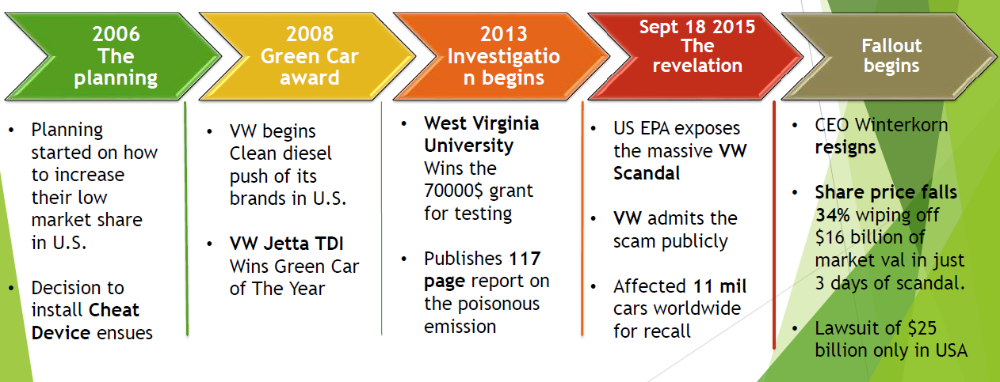 2006
The
planning
• Planning
started on how
to increase
their low
market share
in U.S.
• Decision to
install Cheat
Device ensues
2008
Green Car
award
• VW begins
Clean diesel
push of its
brands in U.S.
• VW Jetta TDI
Wins Green Car
of The Year
2013
Investigatio
n begins
• West Virginia
University
Wins the
70000$ grant
for testing
• Publishes 117
page report on
the poisonous
emission
Sept 18 2015
The
revelation
• US EPA exposes
the massive VW
Scandal
• VW admits the
scam publicly
• Affected 11 mil
cars worldwide
for recall
Fallout
begins
• CEO Winterkorn
resigns
• Share price falls
34% wiping off
$16 billion of
market val in just
3 days of scandal.
• Lawsuit of $25
billion only in USA